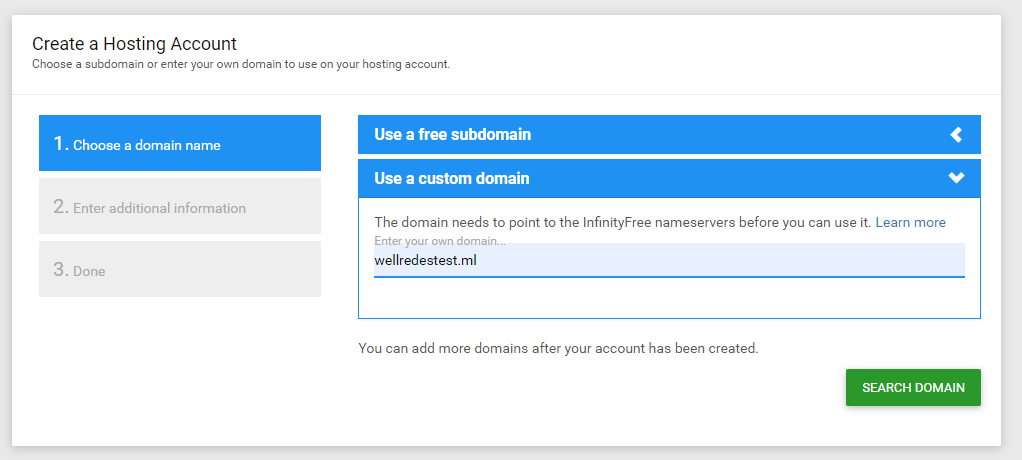 Create a Hosting Account
Choose a subdomain or enter your own domain to use on your hosting account.
1. Choose a domain name
2. Enter additional information
3. Done
Use a free subdomain
Use a custom domain
The domain needs to point to the InfinityFree nameservers before you can use it. Learn more
Enter your own domain...
wellredestest.ml
You can add more domains after your account has been created.
SEARCH DOMAIN